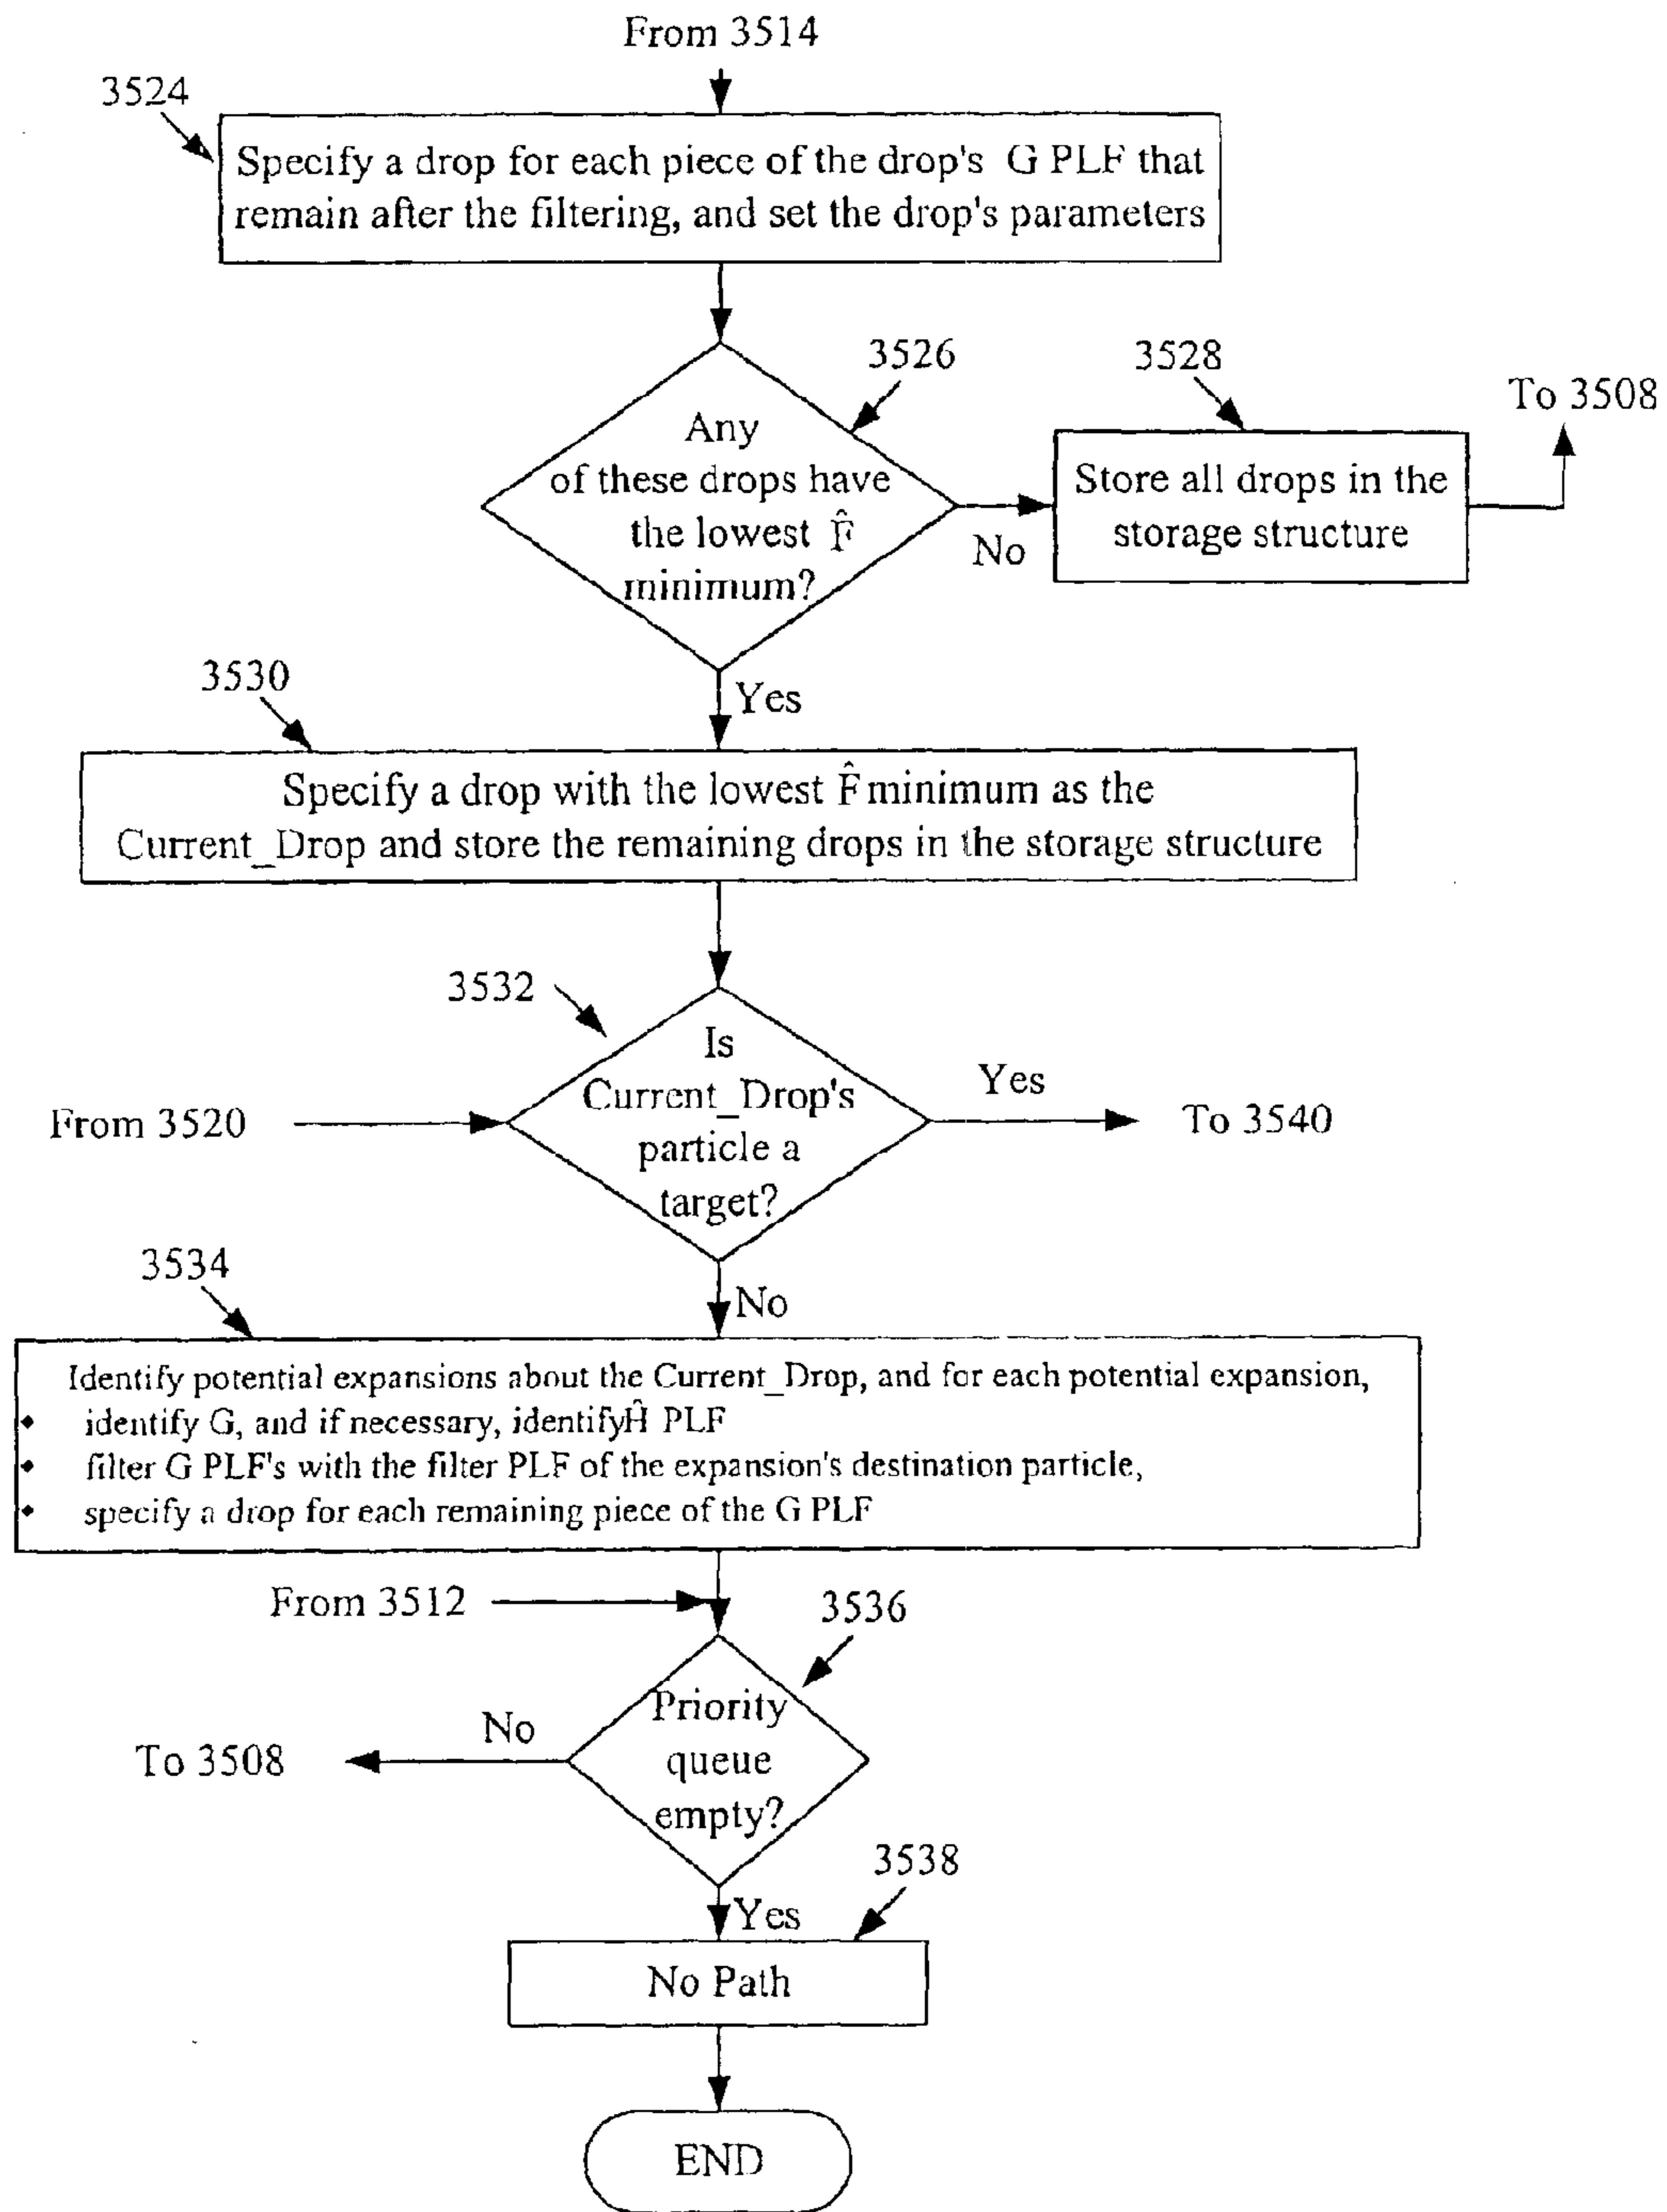 From 3514
3524
Specify a drop for each piece of the drop's G PLF that
remain after the filtering, and set the drop's parameters
3526
3528
To 3508
Any
of these drops have
the lowest F̂
minimum?
No
Store all drops in the
storage structure
3530
Yes
Specify a drop with the lowest F̂ minimum as the
Current_Drop and store the remaining drops in the storage structure
3532
Is
Current_Drop's
particle a
target?
From 3520
Yes
To 3540
3534
No
Identify potential expansions about the Current_Drop, and for each potential expansion,
• identify G, and if necessary, identifyĤ PLF
• filter G PLF's with the filter PLF of the expansion's destination particle,
• specify a drop for each remaining piece of the G PLF
From 3512
3536
Priority
queue
empty?
No
To 3508
3538
Yes
No Path
END